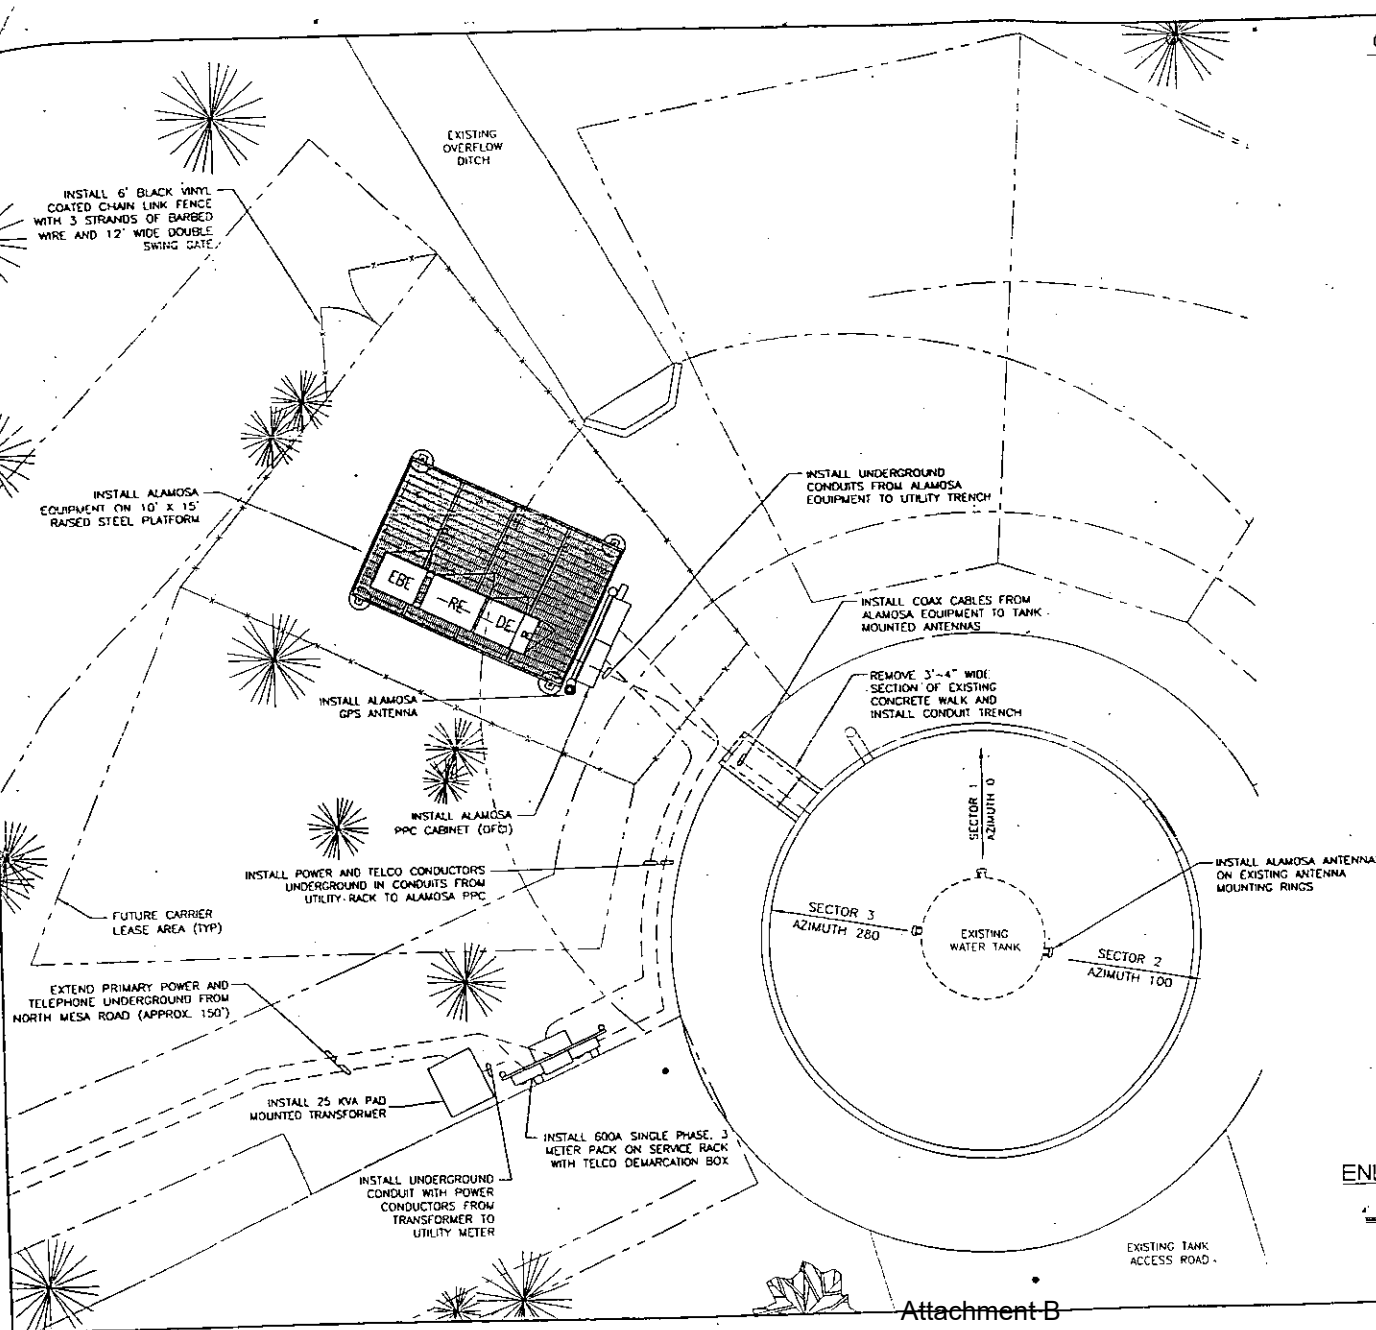 EXISTING
OVERFLOW
DITCH
INSTALL 6' BLACK VINYL
COATED CHAIN LINK FENCE
WITH 3 STRANDS OF BARBED
WIRE AND 12' WIDE DOUBLE
SWING GATE
INSTALL ALAMOSA
EQUIPMENT ON 10' X 15'
RAISED STEEL PLATFORM
INSTALL UNDERGROUND
CONDUITS FROM ALAMOSA
EQUIPMENT TO UTILITY TRENCH
EBE
RE
DE
INSTALL COAX CABLES FROM
ALAMOSA EQUIPMENT TO TANK
MOUNTED ANTENNAS
REMOVE 3'-4" WIDE
SECTION OF EXISTING
CONCRETE WALK AND
INSTALL CONDUIT TRENCH
INSTALL ALAMOSA
GPS ANTENNA
INSTALL ALAMOSA
PPC CABINET (OFCI)
SECTOR 1
AZIMUTH 0
INSTALL POWER AND TELCO CONDUCTORS
UNDERGROUND IN CONDUITS FROM
UTILITY RACK TO ALAMOSA PPC
INSTALL ALAMOSA ANTENNA
ON EXISTING ANTENNA
MOUNTING RINGS
FUTURE CARRIER
LEASE AREA (TYP)
SECTOR 3
AZIMUTH 280
EXISTING
WATER TANK
SECTOR 2
AZIMUTH 100
EXTEND PRIMARY POWER AND
TELEPHONE UNDERGROUND FROM
NORTH MESA ROAD (APPROX. 150')
INSTALL 25 KVA PAD
MOUNTED TRANSFORMER
INSTALL 600A SINGLE PHASE, 3
METER PACK ON SERVICE RACK
WITH TELCO DEMARCATION BOX
INSTALL UNDERGROUND
CONDUIT WITH POWER
CONDUCTORS FROM
TRANSFORMER TO
UTILITY METER
ENL
4'
EXISTING TANK
ACCESS ROAD
Attachment B